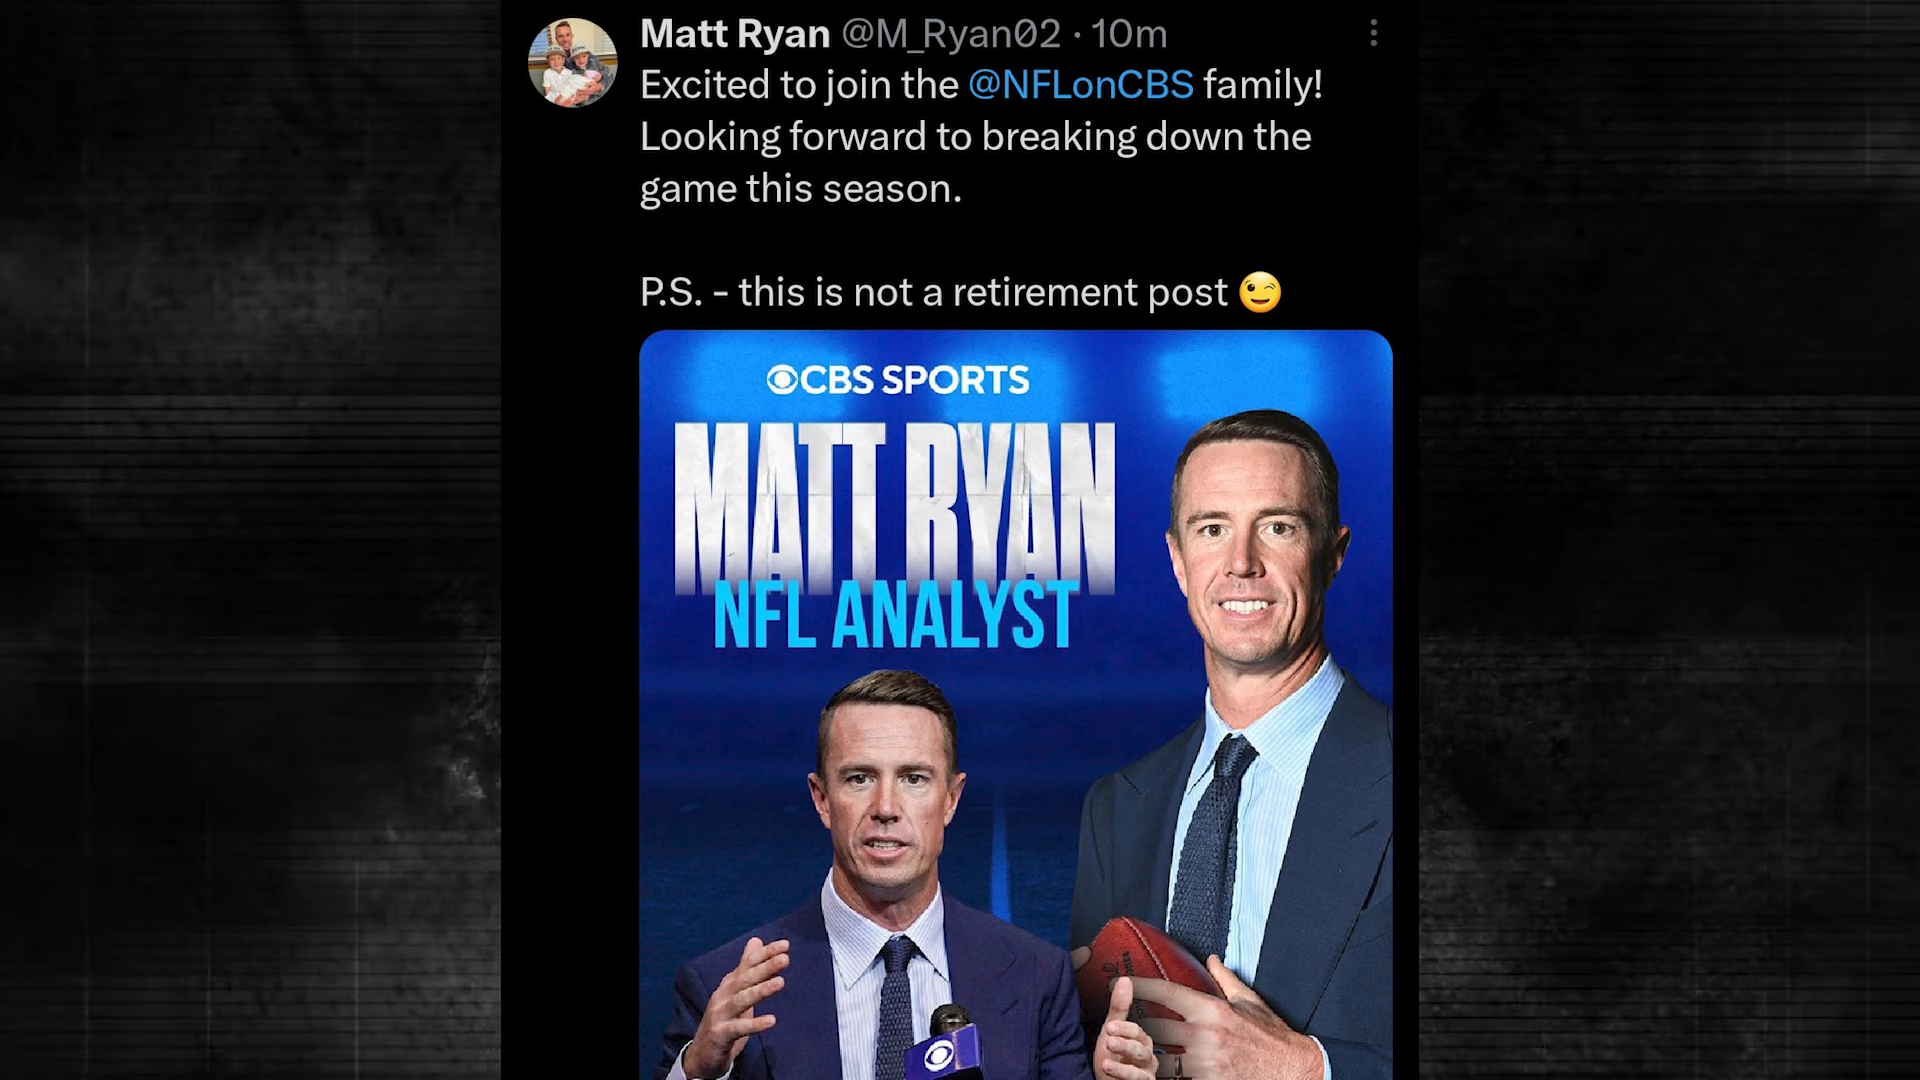 Matt Ryan @M_Ryan02 · 10m
Excited to join the @NFLonCBS family!
Looking forward to breaking down the
game this season.
P.S. - this is not a retirement post 😉
CBS SPORTS
MATT RYAN
NFL ANALYST